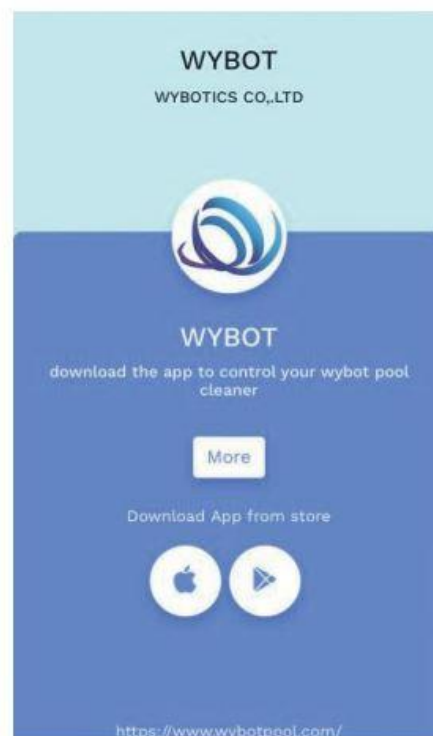 WYBOT
WYBOTICS CO,.LTD
WYBOT
download the app to control your wybot pool
cleaner
More
Download App from store
https://www.wybotpool.com/